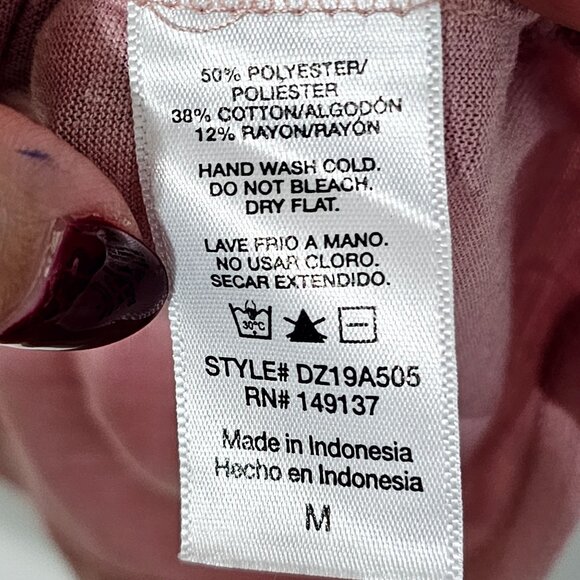 50% POLYESTER/
POLIESTER
38% COTTON/ALGODÓN
12% RAYON/RAYÓN
HAND WASH COLD.
DO NOT BLEACH.
DRY FLAT.
LAVE FRIO A MANO.
NO USAR CLORO.
SECAR EXTENDIDO.
30°C
STYLE# DZ19A505
RN# 149137
Made in Indonesia
Hecho en Indonesia
M